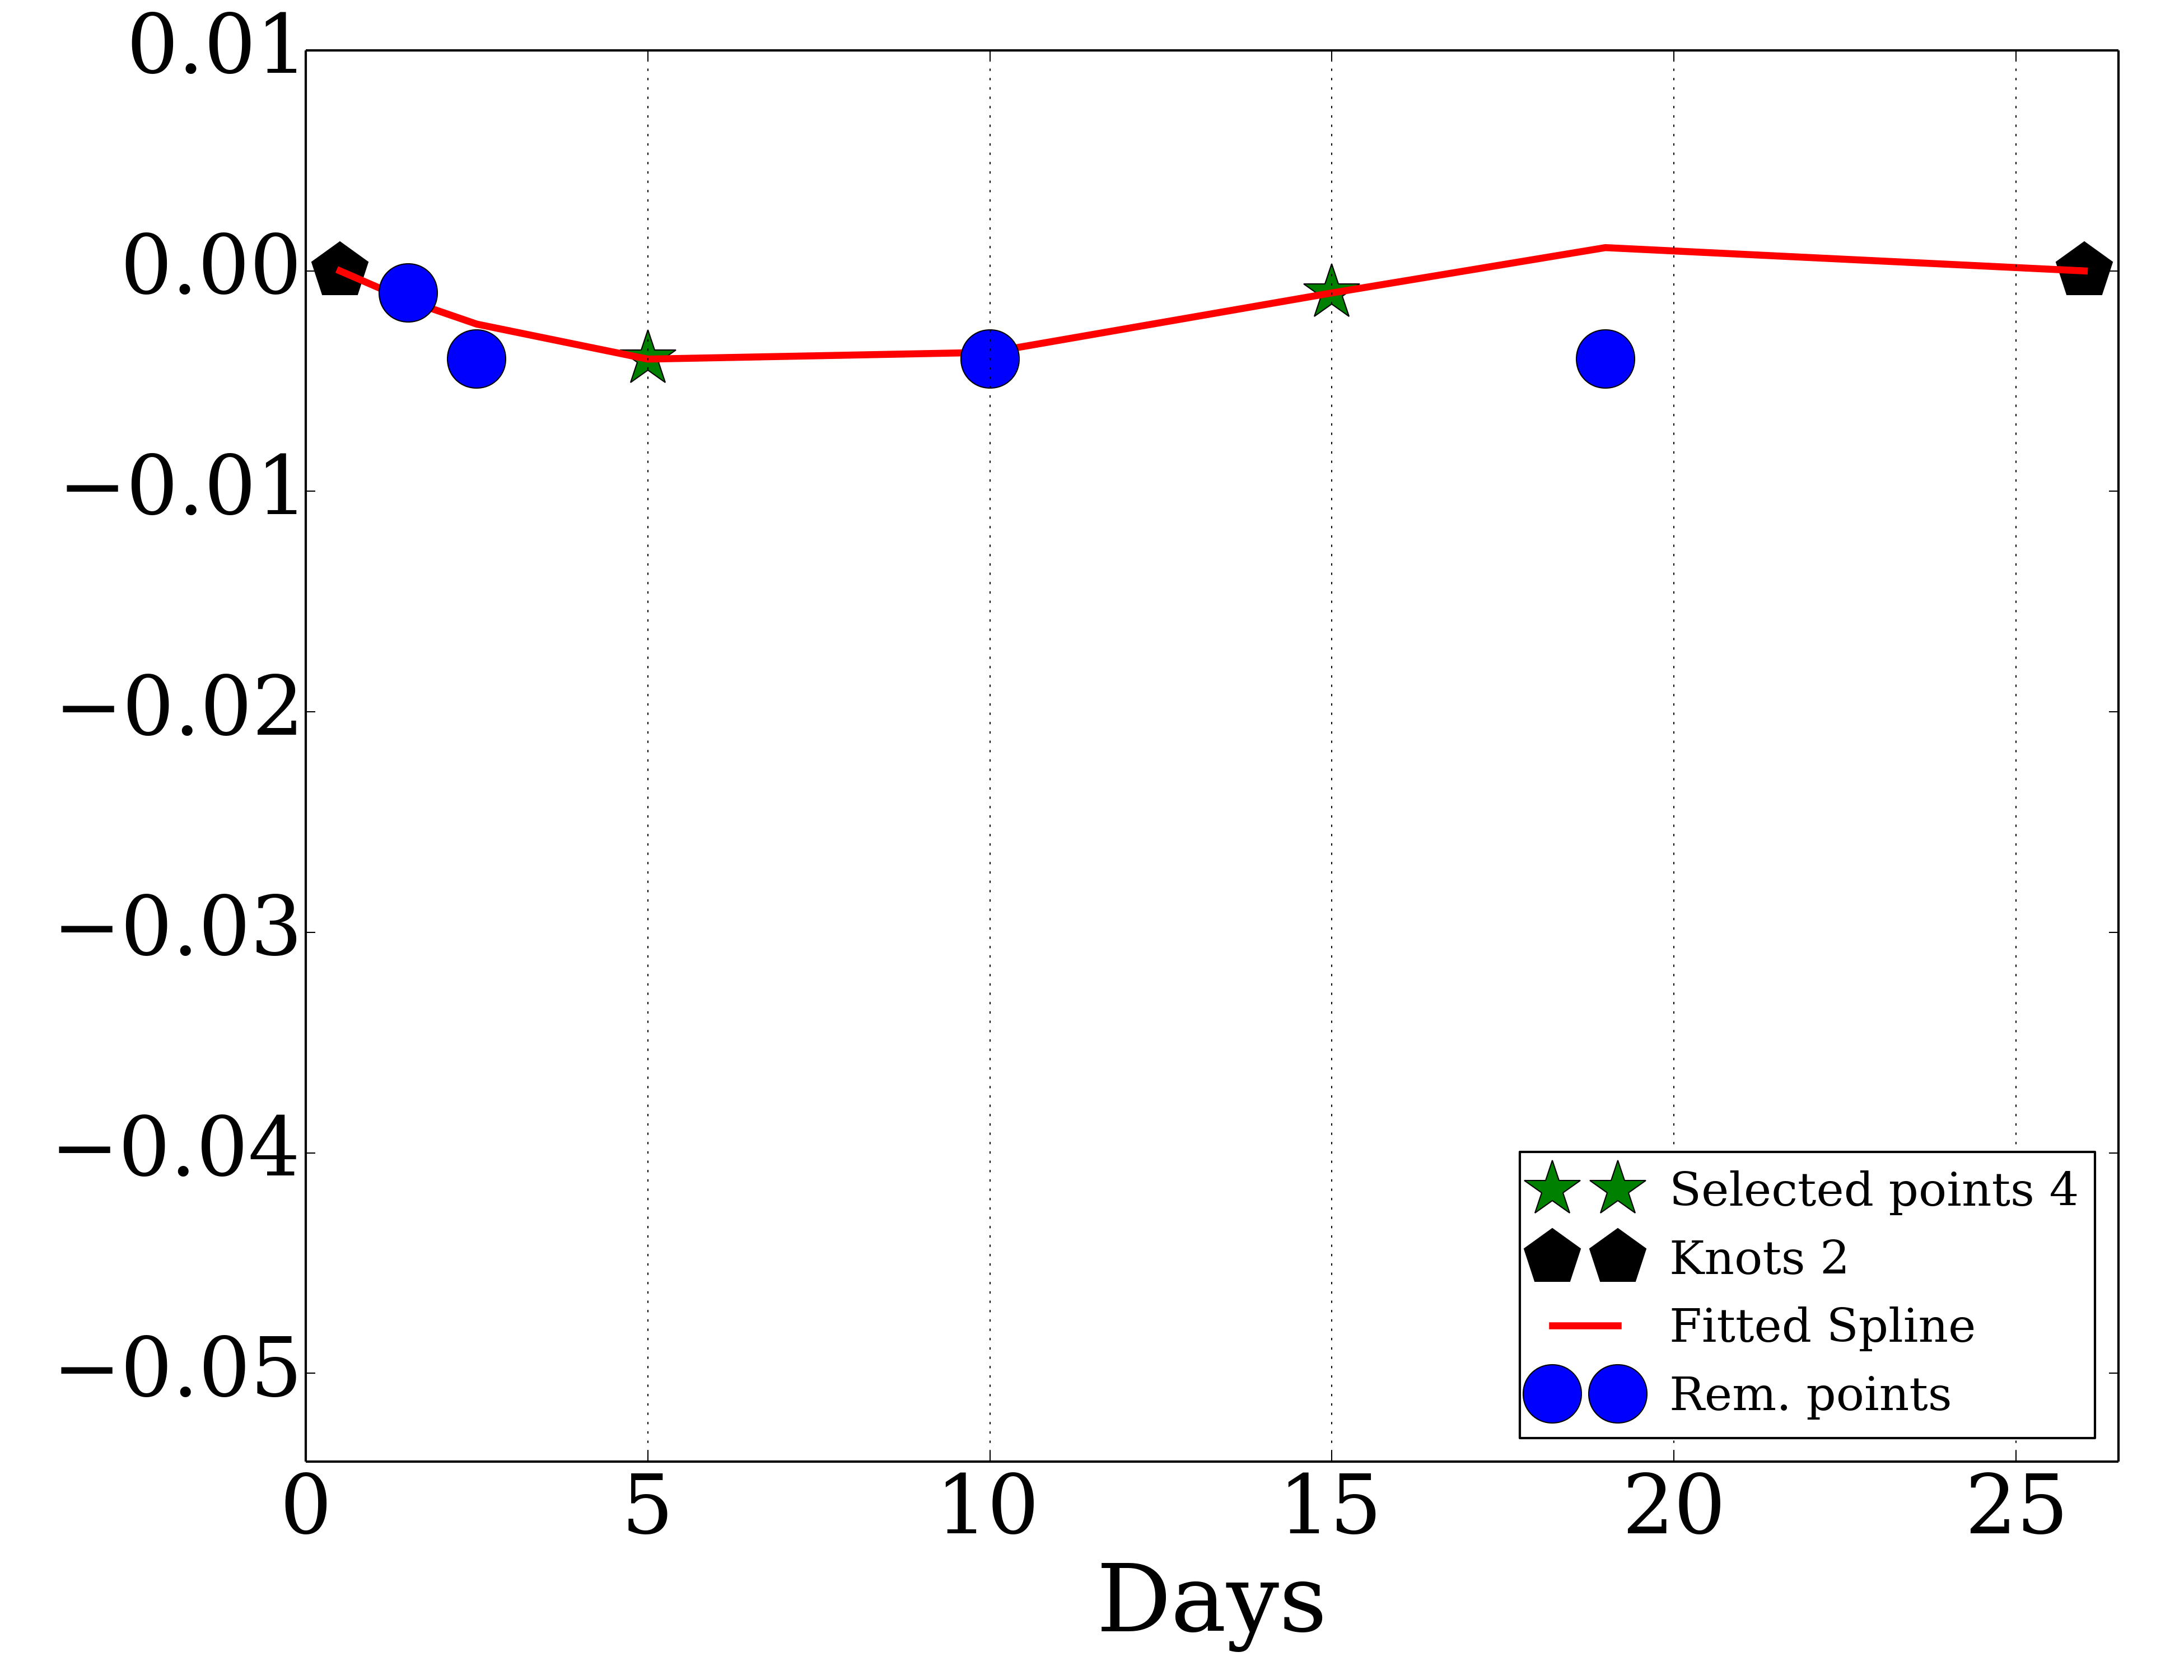 0.01
0.00
−0.01
−0.02
−0.03
−0.04
−0.05
Selected points 4
Knots 2
Fitted Spline
Rem. points
0 5 10 15 20 25
Days